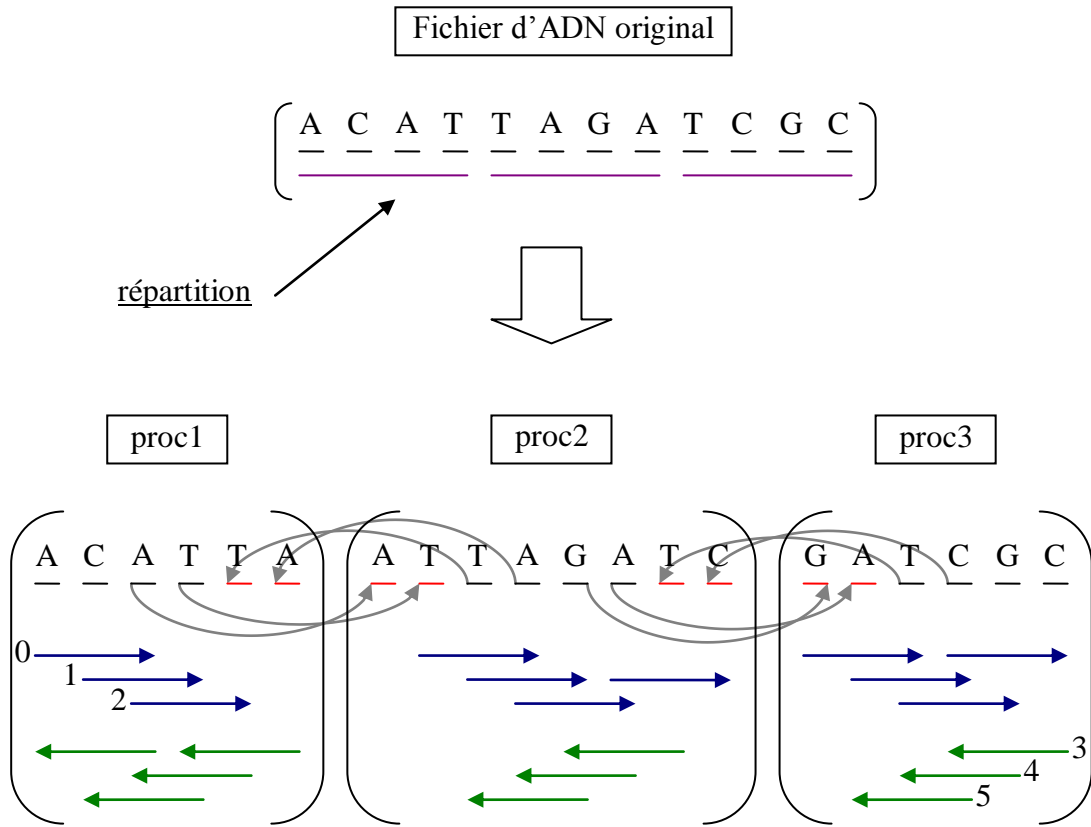 Fichier d’ADN original
A C A T T A G A T C G C
répartition
proc1 proc2 proc3
A C A T T A A T T A G A T C G A T C G C
0
1
2
3
4
5